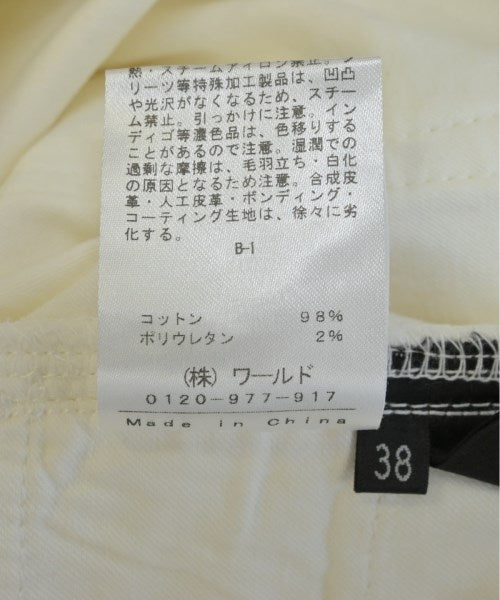 熱・スチームアイロン禁止。プ
リーツ等特殊加工製品は、凹凸
や光沢がなくなるため、スチー
ム禁止。引っかけに注意。イン
ディゴ等濃色品は、色移りする
ことがあるので注意。湿潤での
過剰な摩擦は、毛羽立ち・白化
の原因となるため注意。合成皮
革・人工皮革・ボンディング・
コーティング生地は、徐々に劣
化する。
B-1
コットン 98%
ポリウレタン 2%
(株) ワールド
0120-977-917
Made in China
38